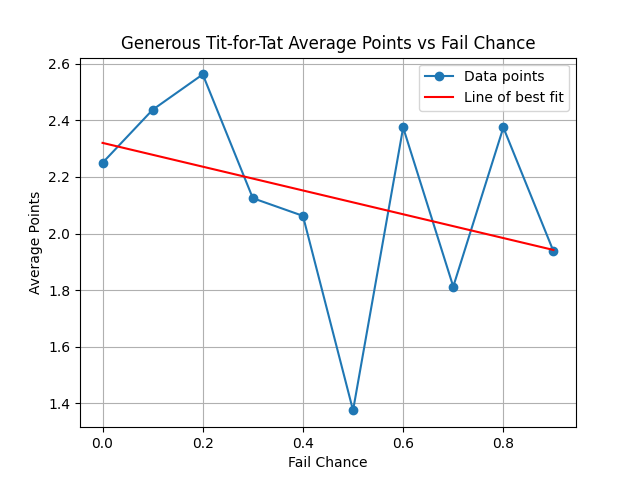 Generous Tit-for-Tat Average Points vs Fail Chance
Data points
Line of best fit
2.6
2.4
2.2
2.0
1.8
1.6
1.4
Average Points
0.0 0.2 0.4 0.6 0.8
Fail Chance